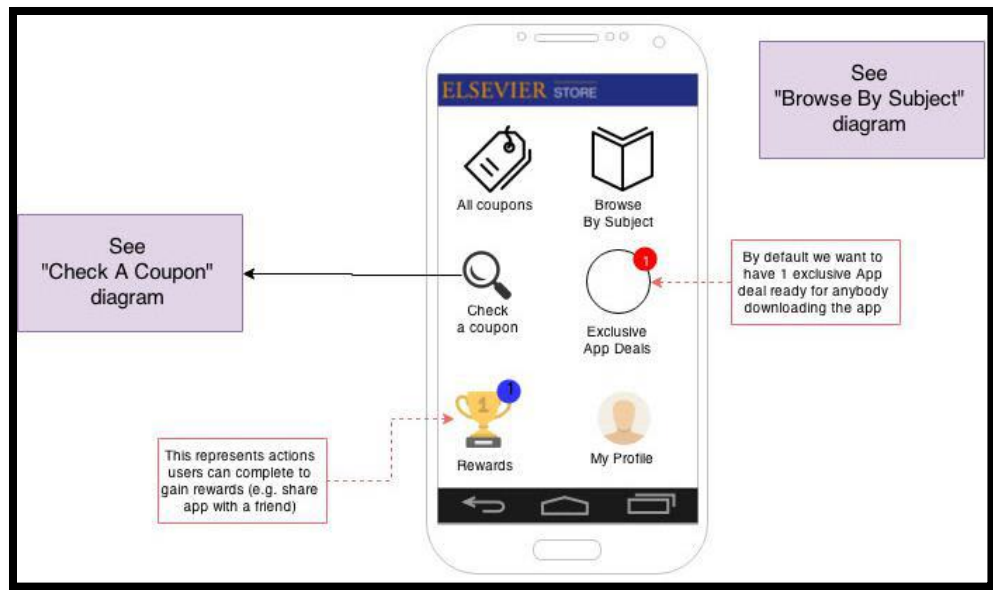 ELSEVIER STORE
See
"Browse By Subject"
diagram
All coupons
Browse
By Subject
See
"Check A Coupon"
diagram
Check
a coupon
1
Exclusive
App Deals
By default we want to
have 1 exclusive App
deal ready for anybody
downloading the app
1
1
Rewards
My Profile
This represents actions
users can complete to
gain rewards (e.g. share
app with a friend)